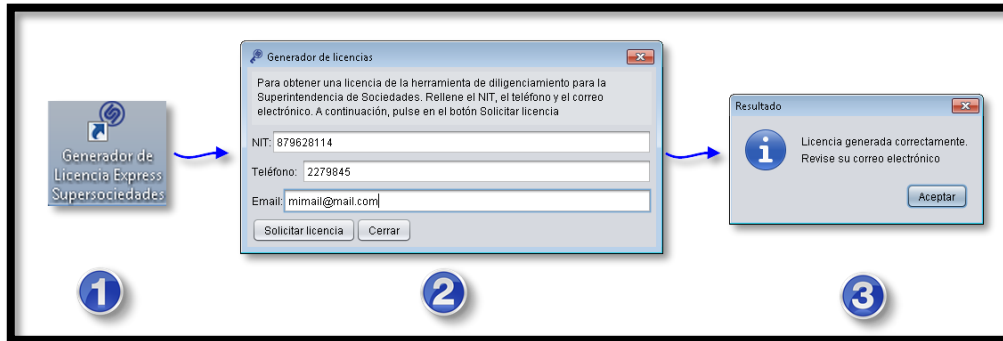 Generador de
Licencia Express
Supersociedades
1
Generador de licencias
Para obtener una licencia de la herramienta de diligenciamiento para la
Superintendencia de Sociedades. Rellene el NIT, el teléfono y el correo
electrónico. A continuación, pulse en el botón Solicitar licencia
NIT: 879628114
Teléfono: 2279845
Email: mimail@mail.com
Solicitar licencia Cerrar
2
Resultado
Licencia generada correctamente.
Revise su correo electrónico
Aceptar
3